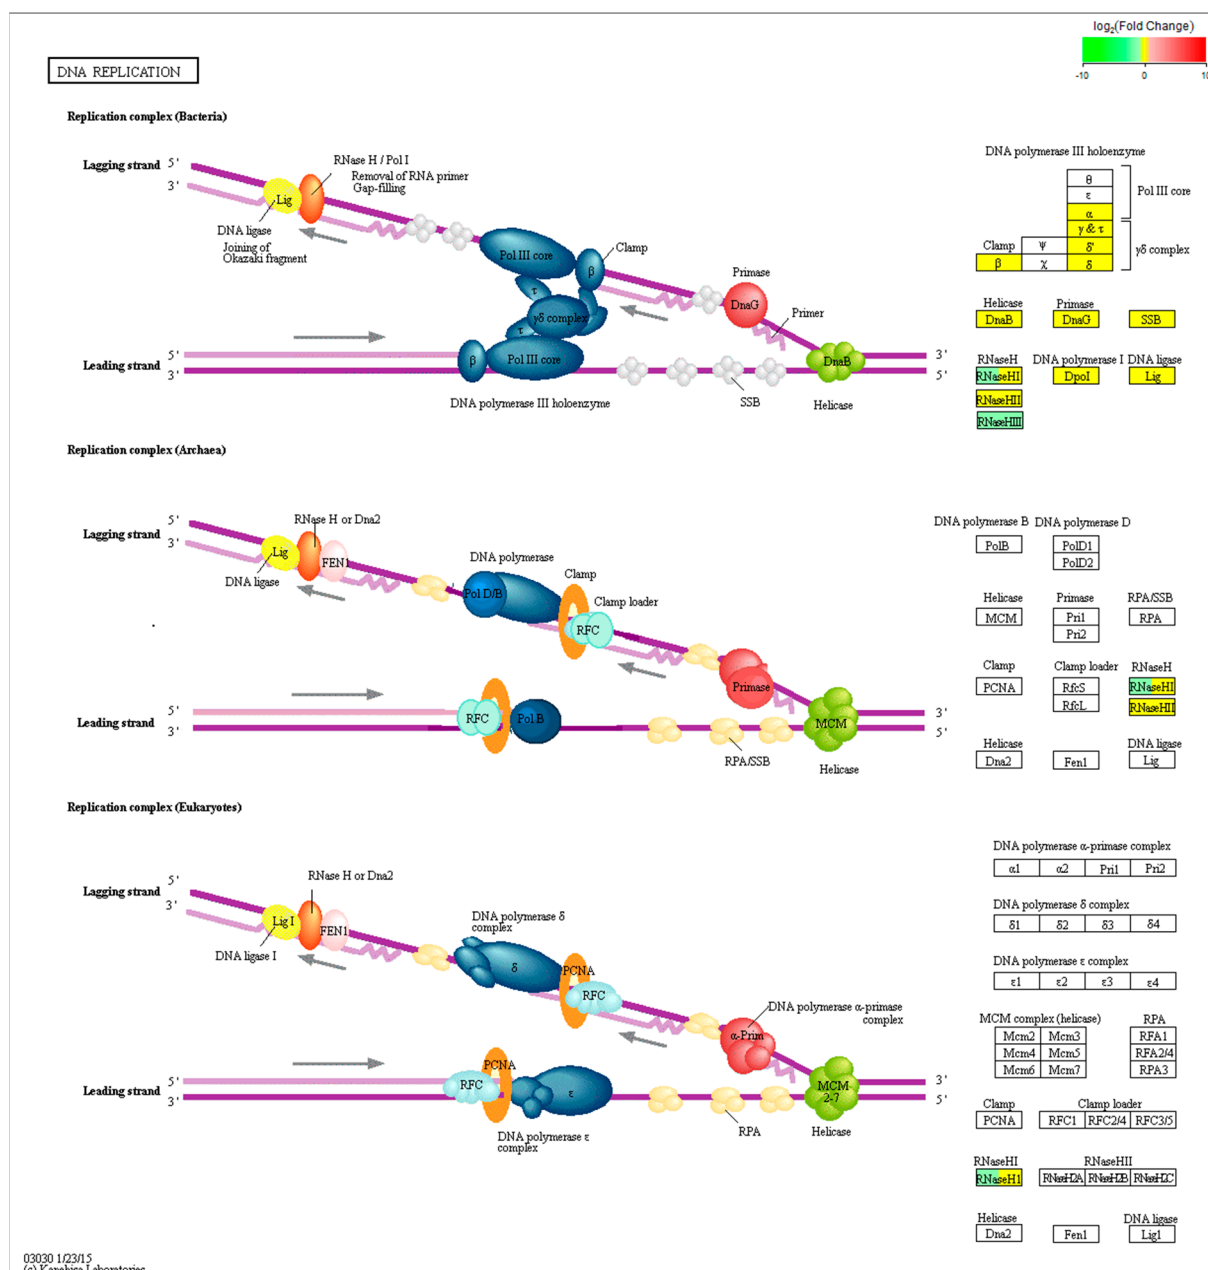 log₂(Fold Change)
-10 0 10
DNA REPLICATION
Replication complex (Bacteria)
Lagging strand 5'
3'
RNase H / Pol I
Removal of RNA primer
Gap-filling
Lig
DNA ligase
Joining of
Okazaki fragment
Pol III core
Clamp
β
τ
γδ complex
τ
Primase
DnaG
Primer
Leading strand 5'
3'
β
Pol III core
DnaB
3'
5'
DNA polymerase III holoenzyme
SSB
Helicase
DNA polymerase III holoenzyme
θ
ε
α
Pol III core
γ & τ
Clamp ψ δ'
β χ δ
γδ complex
Helicase Primase
DnaB DnaG SSB
RNaseH DNA polymerase I DNA ligase
RNaseHI DpoI Lig
RNaseHII
RNaseHIII
Replication complex (Archaea)
Lagging strand 5'
3'
RNase H or Dna2
Lig
FEN1
DNA ligase
DNA polymerase
Pol D/B
Clamp
Clamp loader
RFC
Primase
Leading strand 5'
3'
RFC
Pol B
MCM
3'
5'
RPA/SSB
Helicase
DNA polymerase B DNA polymerase D
PolB PolD1
PolD2
Helicase Primase RPA/SSB
MCM Pri1 RPA
Pri2
Clamp Clamp loader RNaseH
PCNA RfcS RNaseHI
RfcL RNaseHII
Helicase DNA ligase
Dna2 Fen1 Lig
Replication complex (Eukaryotes)
Lagging strand 5'
3'
RNase H or Dna2
Lig I
FEN1
DNA ligase I
DNA polymerase δ
complex
δ
PCNA
RFC
DNA polymerase α-primase
complex
α-Prim
Leading strand 5'
3'
PCNA
RFC
ε
MCM
2-7
3'
5'
DNA polymerase ε
complex
RPA
Helicase
DNA polymerase α-primase complex
α1 α2 Pri1 Pri2
DNA polymerase δ complex
δ1 δ2 δ3 δ4
DNA polymerase ε complex
ε1 ε2 ε3 ε4
MCM complex (helicase) RPA
Mcm2 Mcm3 RFA1
Mcm4 Mcm5 RFA2/4
Mcm6 Mcm7 RPA3
Clamp Clamp loader
PCNA RFC1 RFC2/4 RFC3/5
RNaseHI RNaseHII
RNaseH1 RNaseH2A RNaseH2B RNaseH2C
Helicase DNA ligase
Dna2 Fen1 Lig1
03030 1/23/15
(c) Kanehisa Laboratories